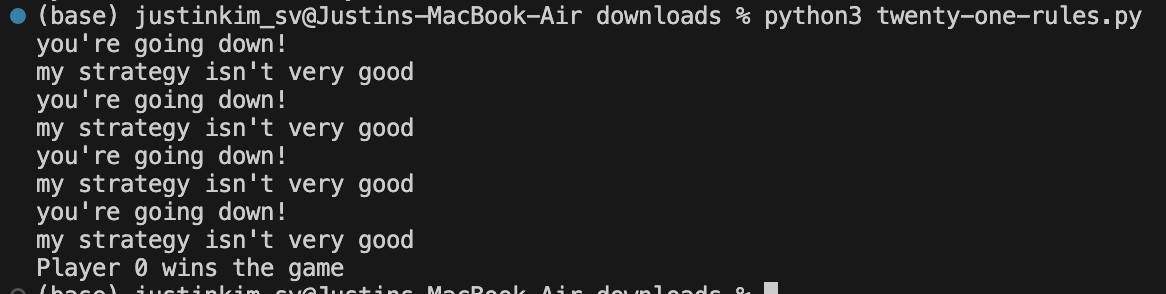 (base) justinkim_sv@Justins-MacBook-Air downloads % python3 twenty-one-rules.py
you're going down!
my strategy isn't very good
you're going down!
my strategy isn't very good
you're going down!
my strategy isn't very good
you're going down!
my strategy isn't very good
Player 0 wins the game
(base) justinkim_sv@Justins-MacBook-Air downloads %